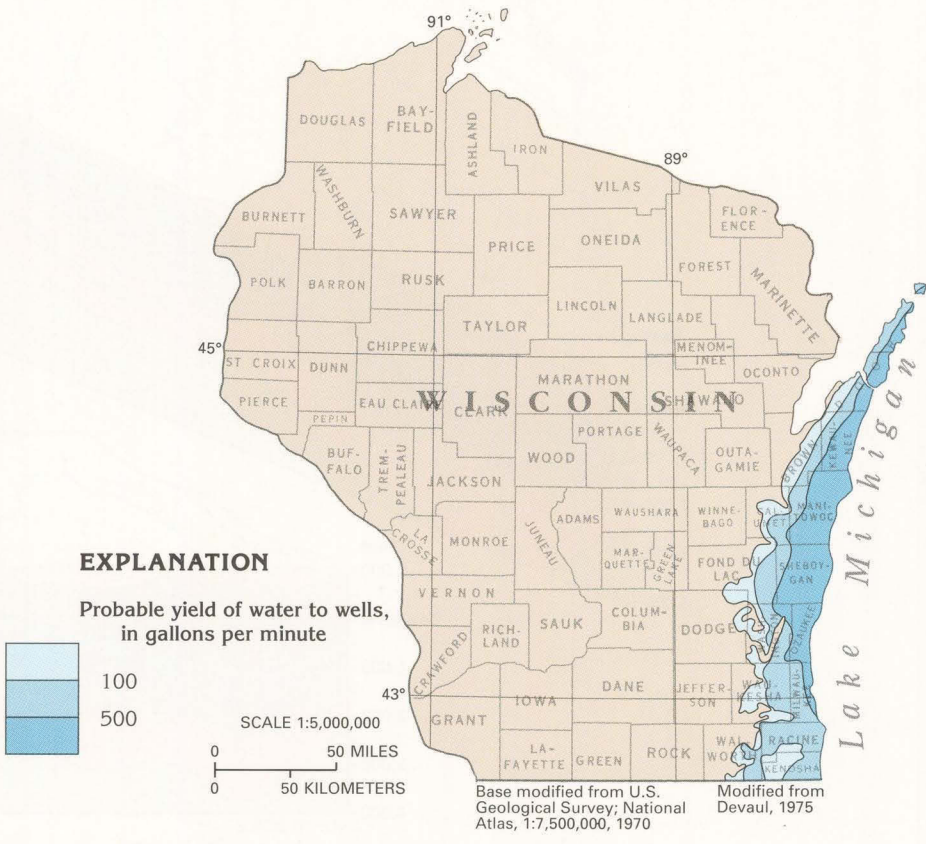 91°
DOUGLAS
BAY-
FIELD
ASHLAND
IRON
89°
VILAS
WASHBURN
BURNETT
SAWYER
FLOR-
ENCE
PRICE
ONEIDA
FOREST
MARINETTE
POLK
BARRON
RUSK
LINCOLN
LANGLADE
TAYLOR
CHIPPEWA
MENOM-
INEE
45°
ST CROIX
DUNN
OCONTO
MARATHON
PIERCE
EAU CLAIRE
CLARK
SHAWANO
WISCONSIN
PEPIN
PORTAGE
WAUPACA
BUF-
FALO
TREM-
PEALEAU
WOOD
OUTA-
GAMIE
BROWN
KEWAU-
NEE
JACKSON
ADAMS
WAUSHARA
WINNE-
BAGO
CAL-
UMET
MANI-
TOWOC
LA
CROSSE
MONROE
JUNEAU
MAR-
QUETTE
GREEN
LAKE
FOND DU
LAC
SHEBOY-
GAN
VERNON
Lake Michigan
CRAWFORD
RICH-
LAND
SAUK
COLUM-
BIA
DODGE
OZAUKEE
43°
GRANT
IOWA
DANE
JEFFER-
SON
WAU-
KESHA
MILWAU-
KEE
LA-
FAYETTE
GREEN
ROCK
WAL-
WORTH
RACINE
KENOSHA
EXPLANATION
Probable yield of water to wells,
in gallons per minute
100
500
SCALE 1:5,000,000
0 50 MILES
0 50 KILOMETERS
Base modified from U.S.
Geological Survey; National
Atlas, 1:7,500,000, 1970
Modified from
Devaul, 1975